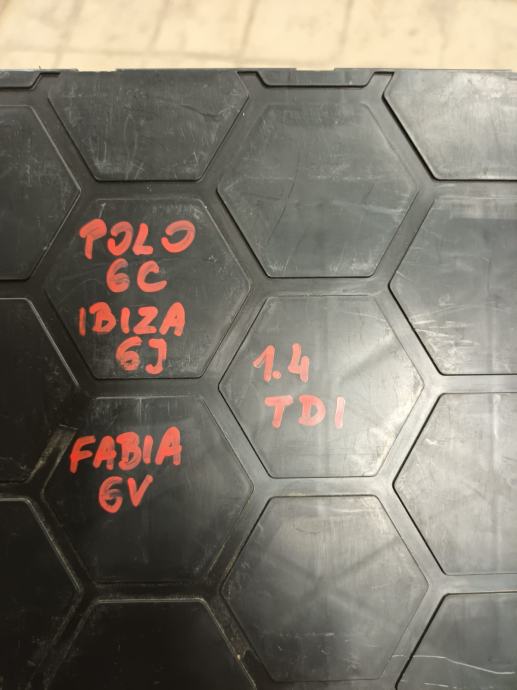 POLO
6C
IBIZA
6J
1.4
TDI
FABIA
6V